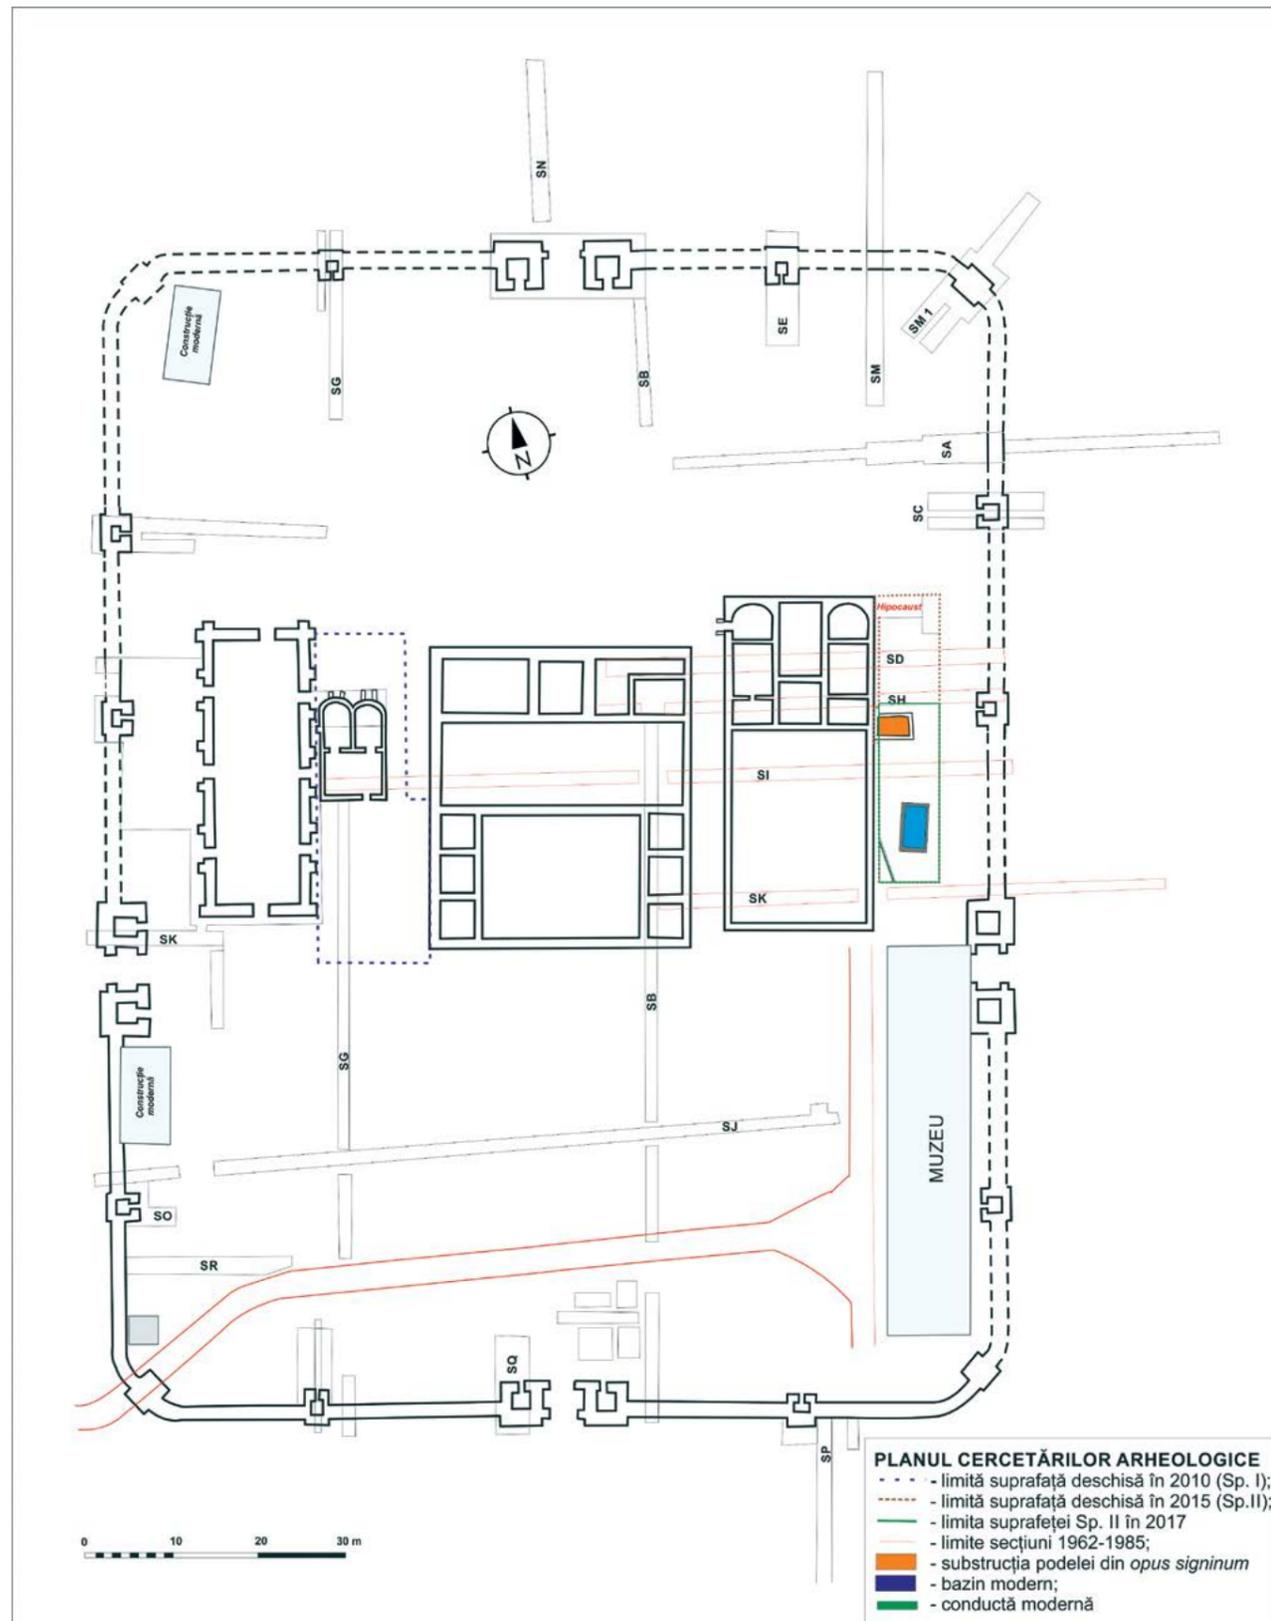 SN
SM 1
SE
SG
SB
SM
Construcție
modernă
SA
SC
N
Hipocaust
SD
SH
SI
SK
SK
SB
SG
Construcție
modernă
SJ
MUZEU
SO
SR
SQ
SP
0 10 20 30 m
PLANUL CERCETĂRILOR ARHEOLOGICE
- limită suprafață deschisă în 2010 (Sp. I);
- limită suprafață deschisă în 2015 (Sp.II);
- limita suprafeței Sp. II în 2017
- limite secțiuni 1962-1985;
- substrucția podelei din opus signinum
- bazin modern;
- conductă modernă